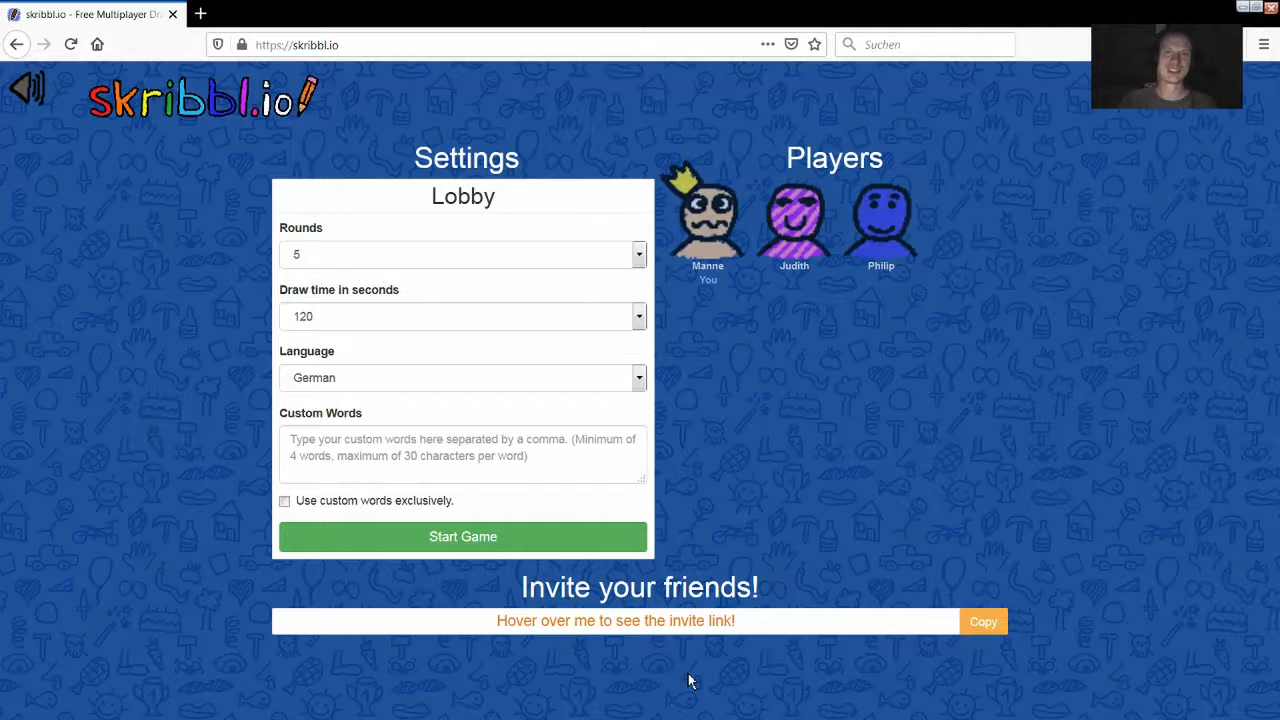 skribbl.io - Free Multiplayer Dr
https://skribbl.io
Suchen
skribbl.io
Settings
Players
Lobby
Rounds
5
Manne
Judith
Philip
You
Draw time in seconds
120
Language
German
Custom Words
Type your custom words here separated by a comma. (Minimum of
4 words, maximum of 30 characters per word)
Use custom words exclusively.
Start Game
Invite your friends!
Hover over me to see the invite link!
Copy